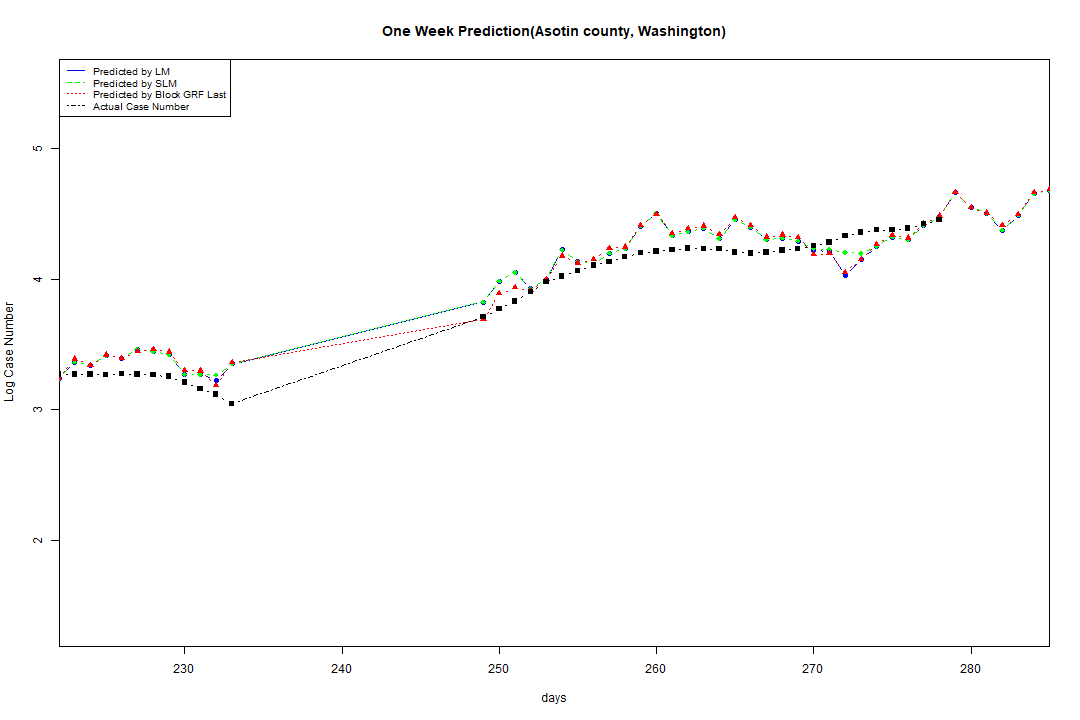 One Week Prediction(Asotin county, Washington)
Predicted by LM
Predicted by SLM
Predicted by Block GRF Last
Actual Case Number
5
4
3
2
Log Case Number
230 240 250 260 270 280
days